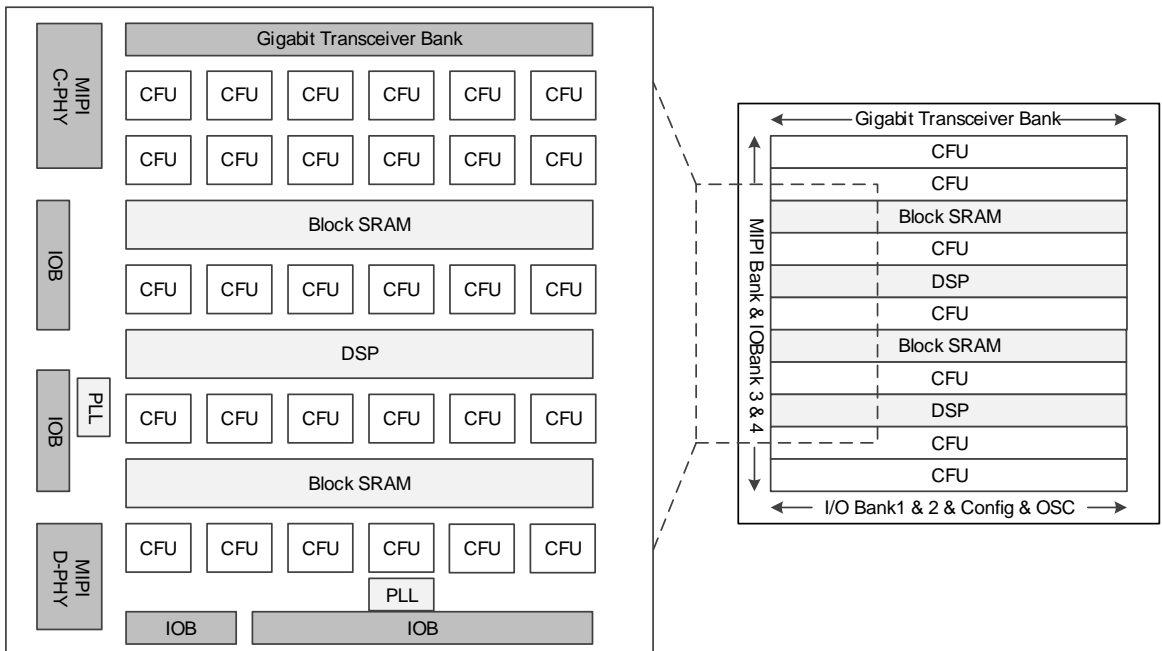 Gigabit Transceiver Bank
MIPI
C-PHY
CFU CFU CFU CFU CFU CFU
CFU CFU CFU CFU CFU CFU
Block SRAM
IOB
CFU CFU CFU CFU CFU CFU
DSP
IOB
PLL
CFU CFU CFU CFU CFU CFU
Block SRAM
MIPI
D-PHY
CFU CFU CFU CFU CFU CFU
PLL
IOB
IOB
Gigabit Transceiver Bank
MIPI Bank & IOBank 3 & 4
CFU
CFU
Block SRAM
CFU
DSP
CFU
Block SRAM
CFU
DSP
CFU
CFU
I/O Bank1 & 2 & Config & OSC